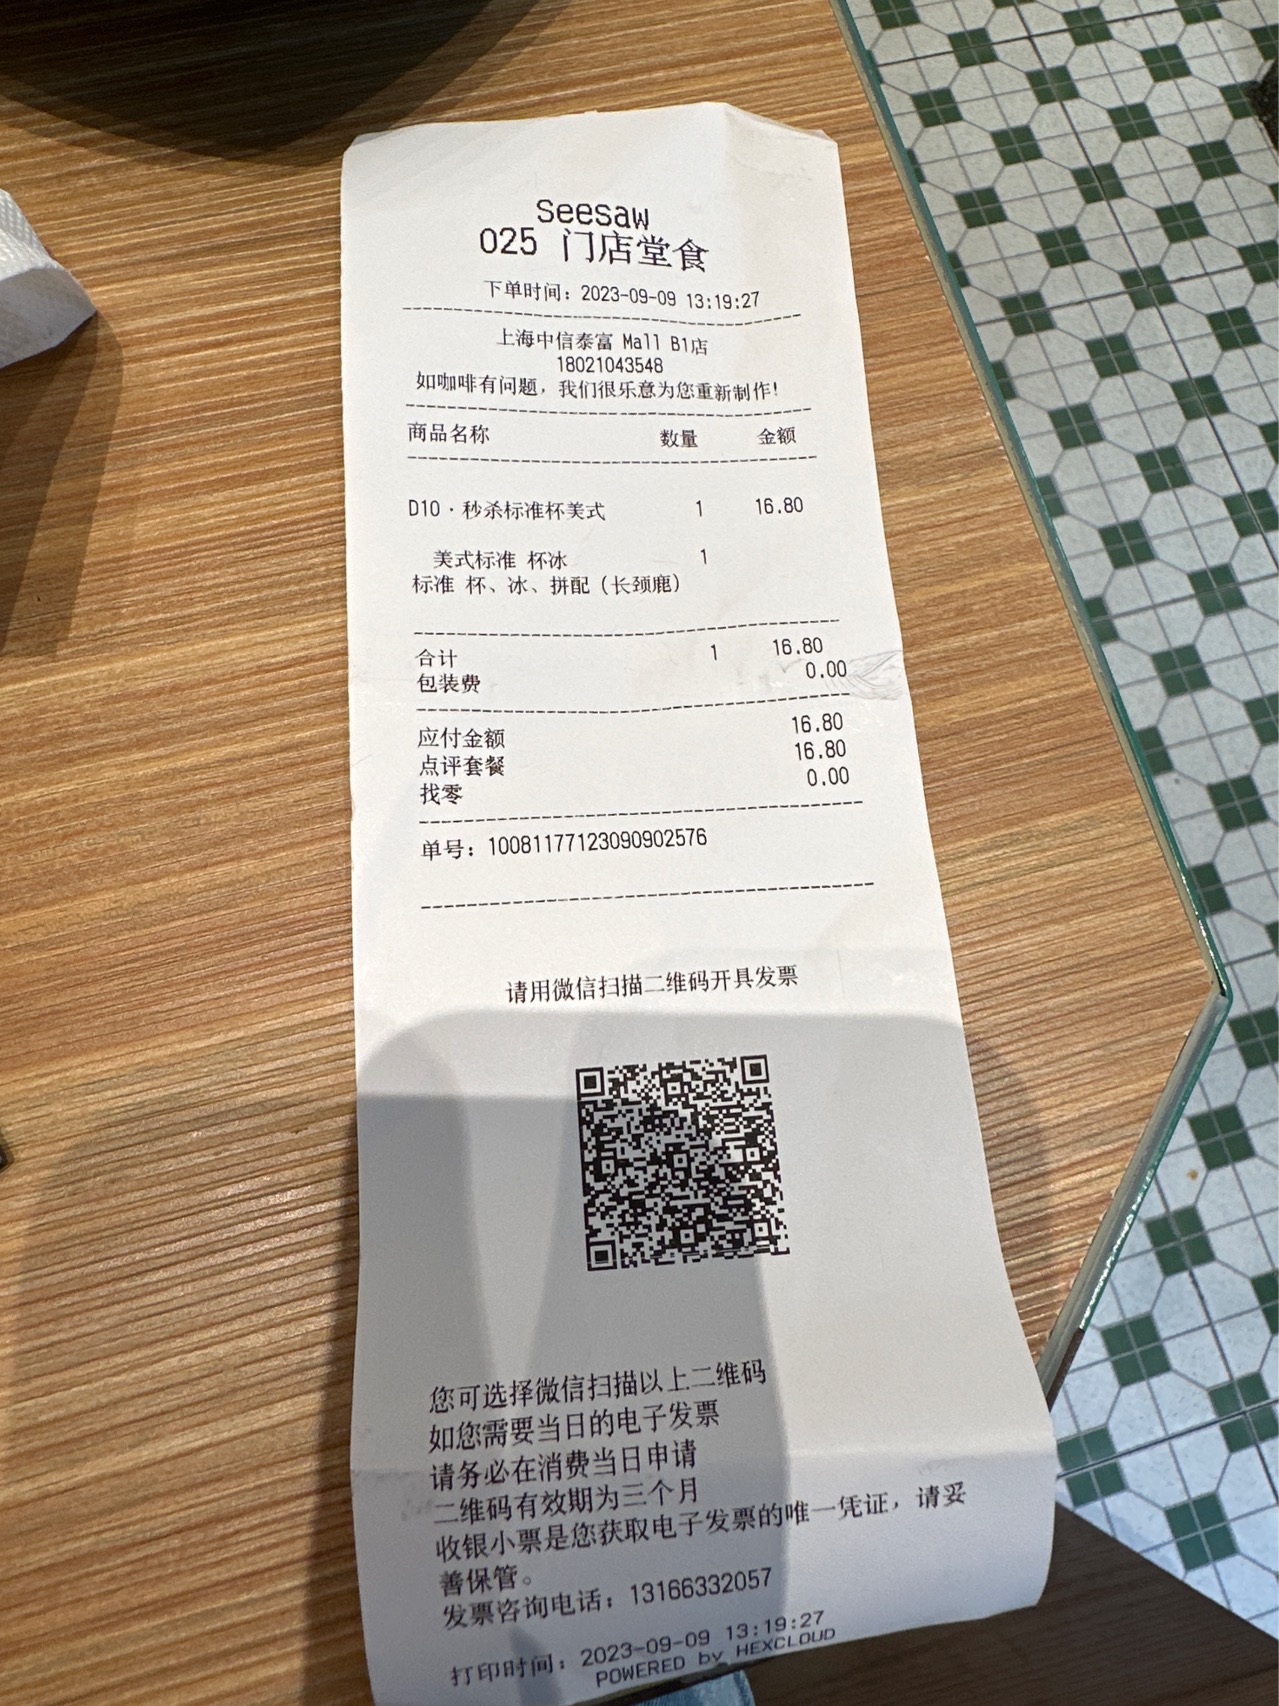 Seesaw
025 门店堂食
下单时间：2023-09-09 13:19:27
上海中信泰富 Mall B1店
18021043548
如咖啡有问题，我们很乐意为您重新制作！
商品名称 数量 金额
D10·秒杀标准杯美式 1 16.80
美式标准 杯冰 1
标准 杯、冰、拼配（长颈鹿）
合计 1 16.80
包装费 0.00
应付金额 16.80
点评套餐 16.80
找零 0.00
单号：10081177123090902576
请用微信扫描二维码开具发票
您可选择微信扫描以上二维码
如您需要当日的电子发票
请务必在消费当日申请
二维码有效期为三个月
收银小票是您获取电子发票的唯一凭证，请妥
善保管。
发票咨询电话：13166332057
打印时间：2023-09-09 13:19:27
POWERED by HEXCLOUD